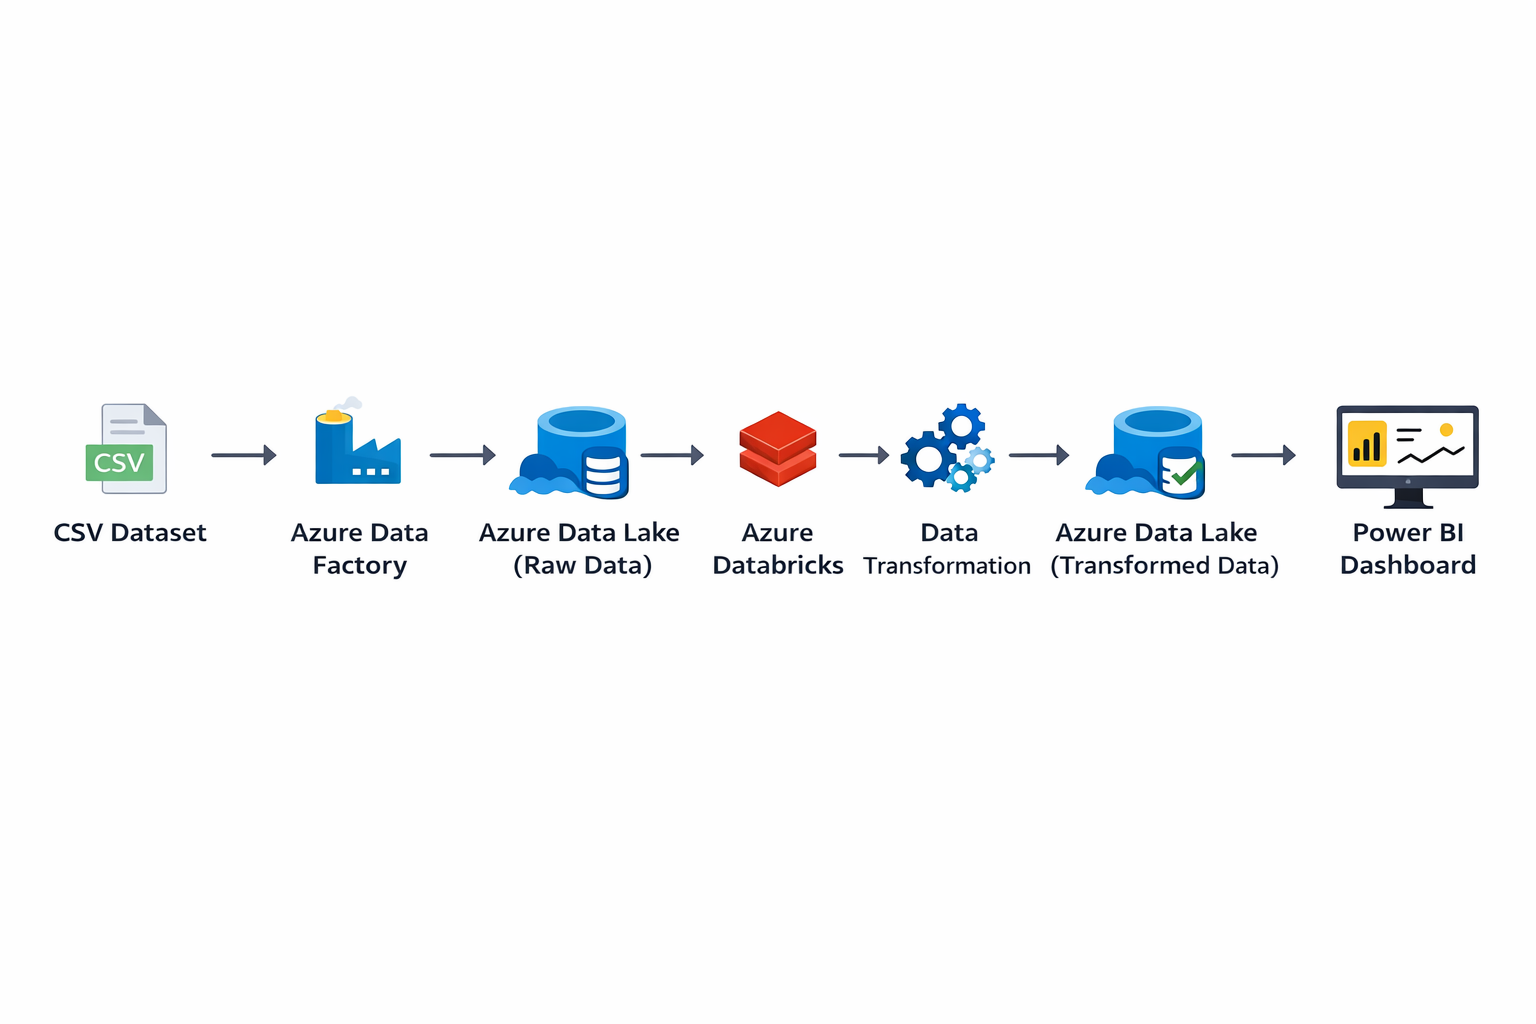 CSV
CSV Dataset
Azure Data
Factory
Azure Data Lake
(Raw Data)
Azure
Databricks
Data
Transformation
Azure Data Lake
(Transformed Data)
Power BI
Dashboard